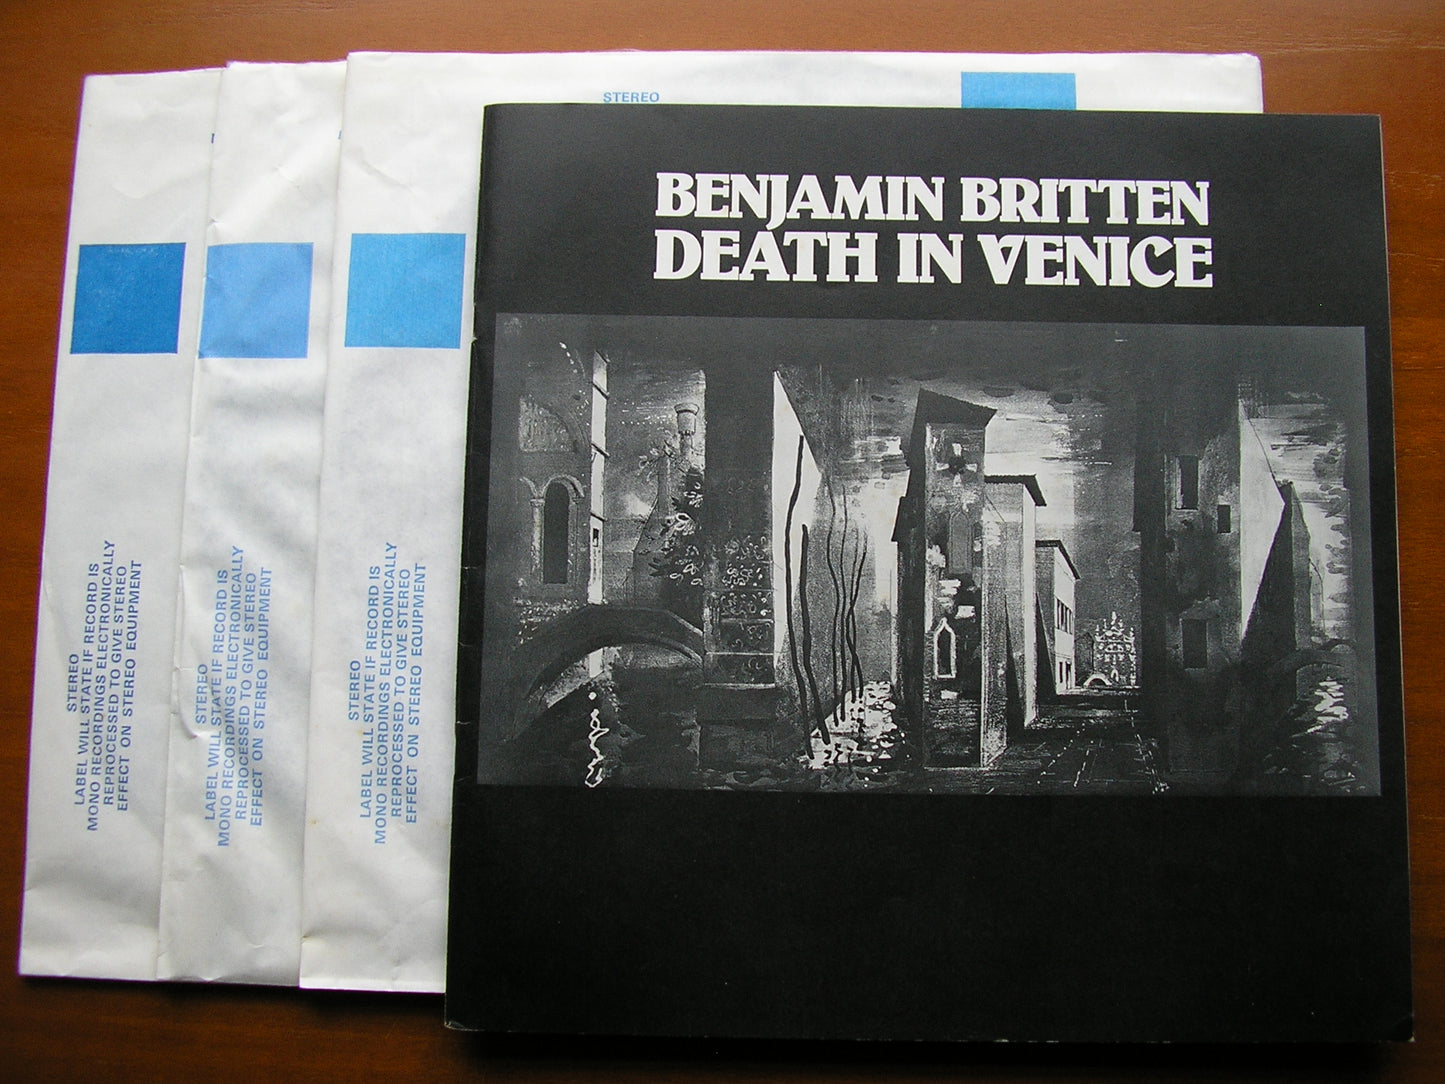 STEREO
BENJAMIN BRITTEN
DEATH IN VENICE
STEREO
LABEL WILL STATE IF RECORD IS
MONO RECORDINGS ELECTRONICALLY
REPROCESSED TO GIVE STEREO
EFFECT ON STEREO EQUIPMENT
STEREO
LABEL WILL STATE IF RECORD IS
MONO RECORDINGS ELECTRONICALLY
REPROCESSED TO GIVE STEREO
EFFECT ON STEREO EQUIPMENT
STEREO
LABEL WILL STATE IF RECORD IS
MONO RECORDINGS ELECTRONICALLY
REPROCESSED TO GIVE STEREO
EFFECT ON STEREO EQUIPMENT